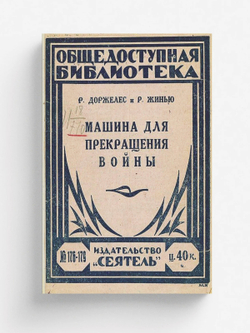 ОБЩЕДОСТУПНАЯ
БИБЛИОТЕКА
Р. ДОРЖЕЛЕС и Р. ЖИНЬЮ
МАШИНА ДЛЯ
ПРЕКРАЩЕНИЯ
ВОЙНЫ
№ 178-179
ИЗДАТЕЛЬСТВО
„СЕЯТЕЛЬ“
Ц. 40 К.